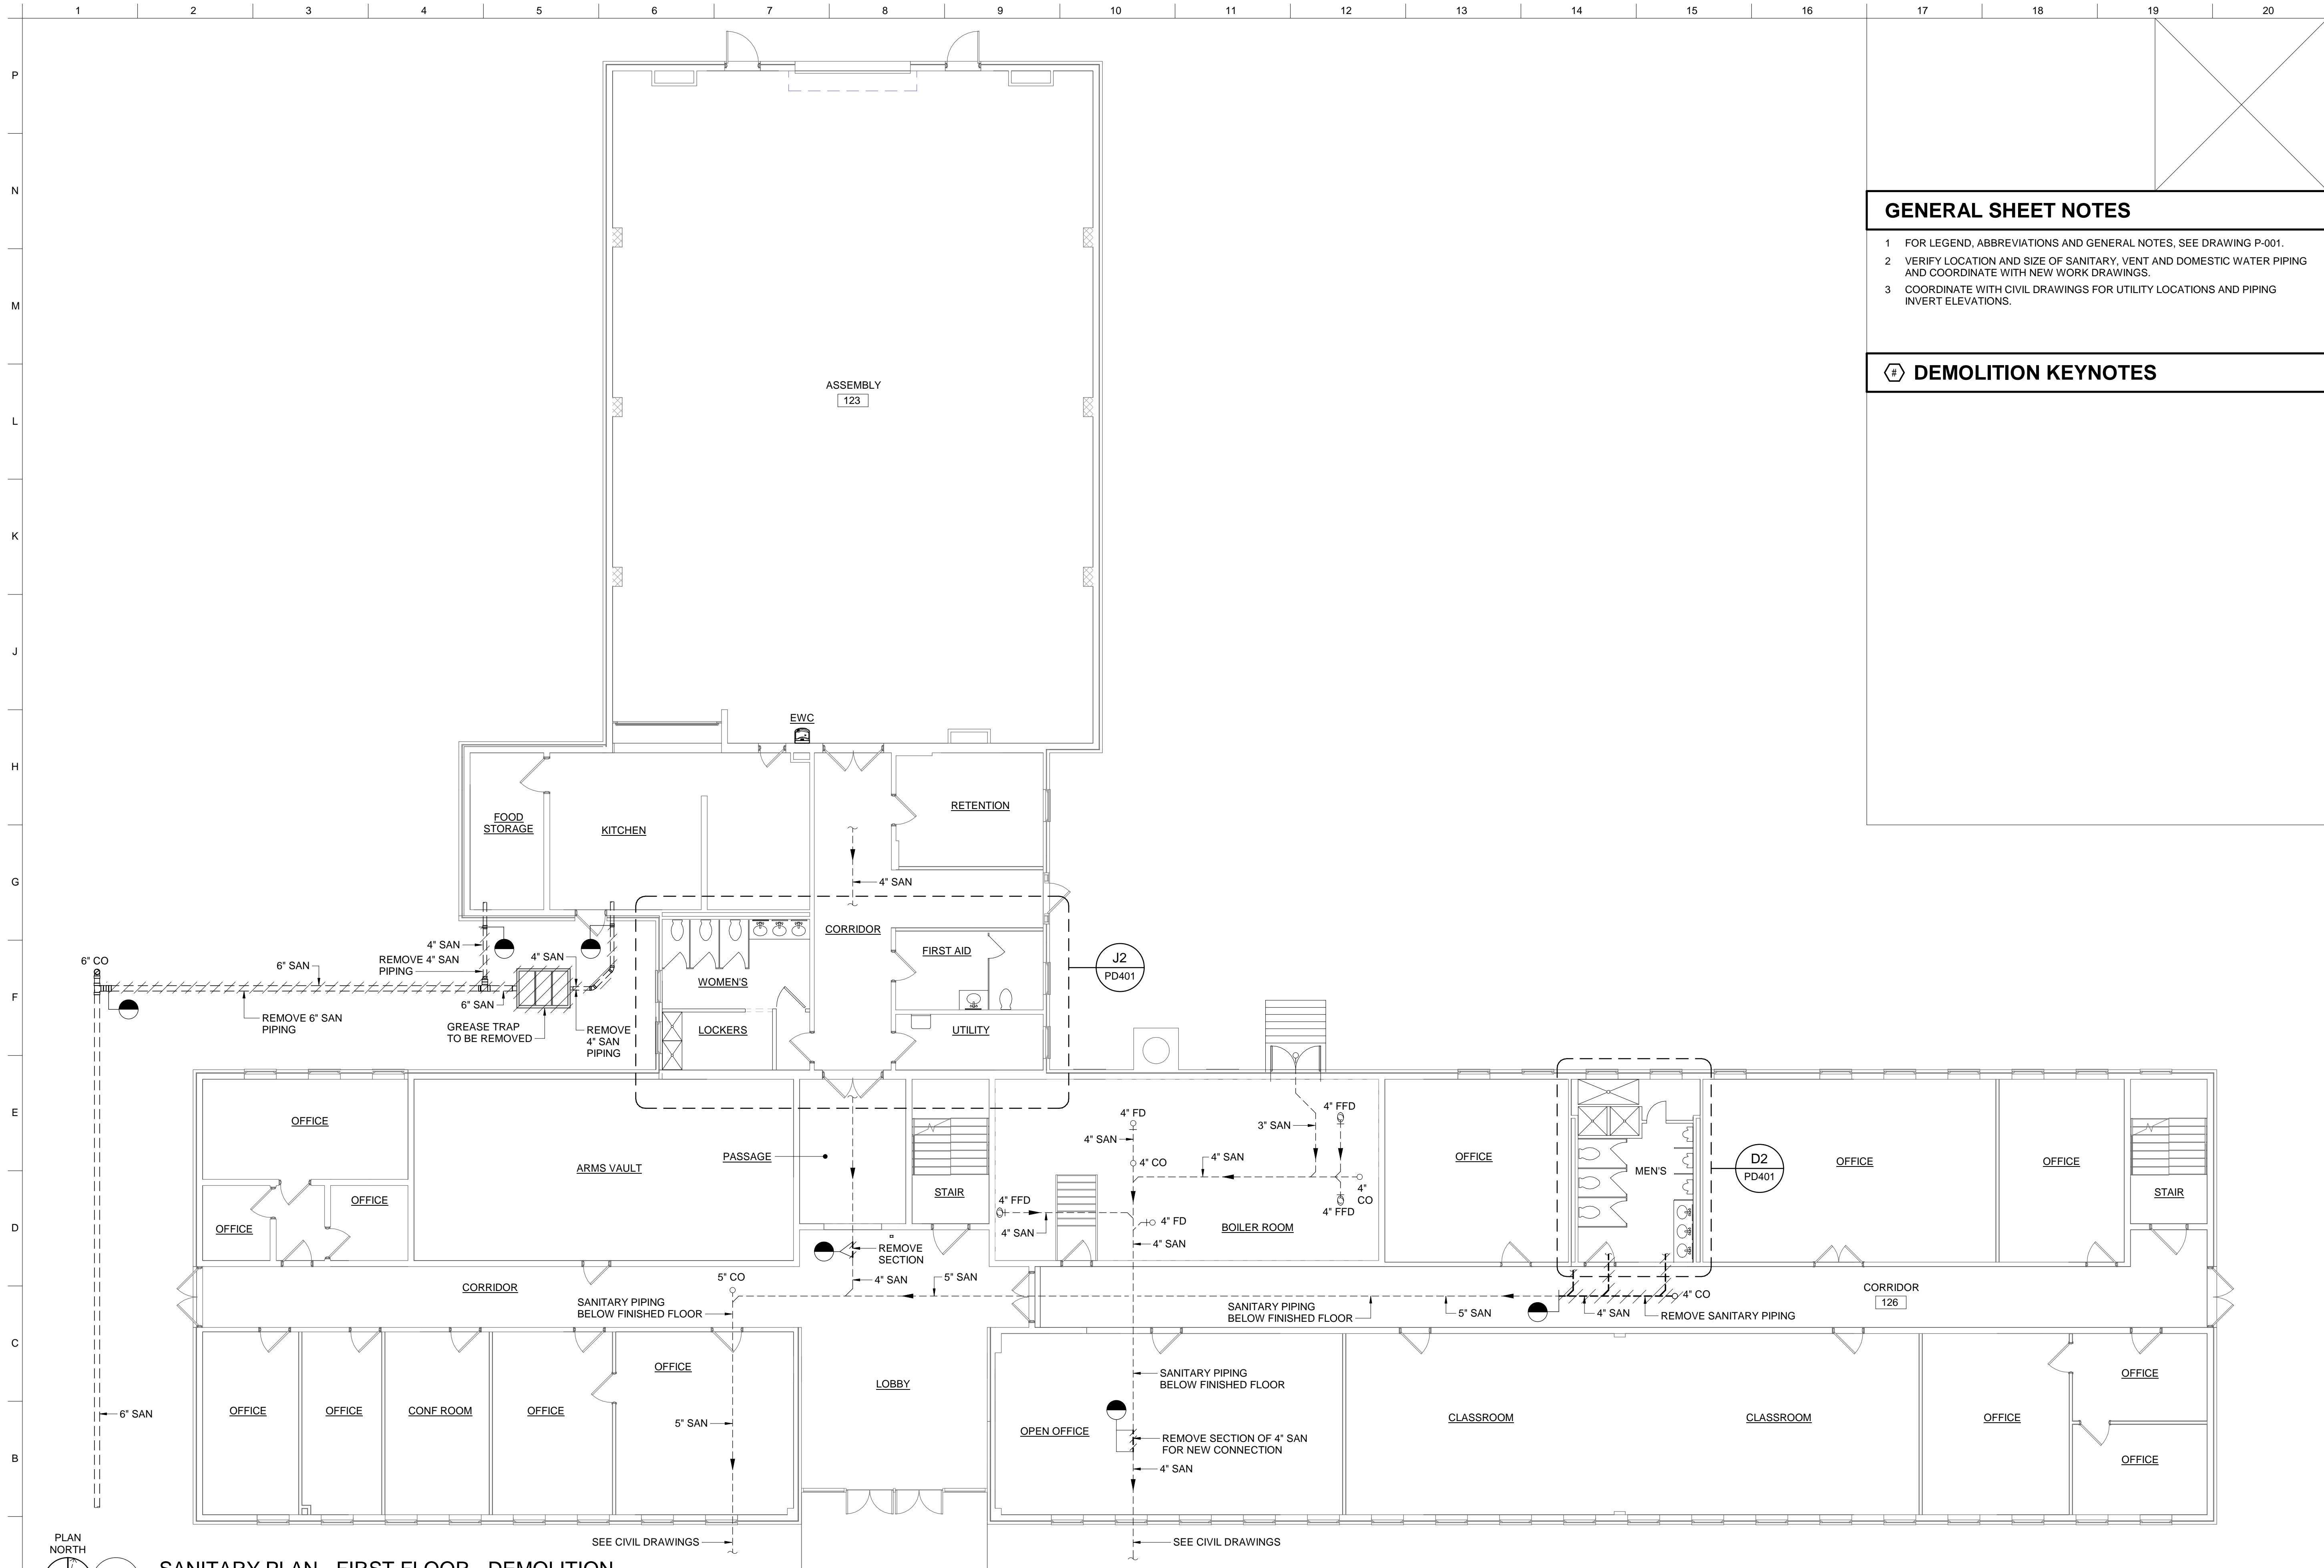 1 2 3 4 5 6 7 8 9 10 11 12 13 14 15 16 17 18 19 20
P
N
M
L
K
J
H
G
F
E
D
C
B
GENERAL SHEET NOTES
1 FOR LEGEND, ABBREVIATIONS AND GENERAL NOTES, SEE DRAWING P-001.
2 VERIFY LOCATION AND SIZE OF SANITARY, VENT AND DOMESTIC WATER PIPING
AND COORDINATE WITH NEW WORK DRAWINGS.
3 COORDINATE WITH CIVIL DRAWINGS FOR UTILITY LOCATIONS AND PIPING
INVERT ELEVATIONS.
# DEMOLITION KEYNOTES
ASSEMBLY
123
EWC
FOOD
STORAGE
KITCHEN
RETENTION
4" SAN
CORRIDOR
FIRST AID
WOMEN'S
LOCKERS
UTILITY
J2
PD401
6" CO
6" SAN
4" SAN
REMOVE 4" SAN
PIPING
4" SAN
6" SAN
REMOVE 6" SAN
PIPING
GREASE TRAP
TO BE REMOVED
REMOVE
4" SAN
PIPING
6" SAN
OFFICE
OFFICE
OFFICE
ARMS VAULT
PASSAGE
STAIR
4" FD
4" SAN
4" CO
4" SAN
3" SAN
4" FFD
4"
CO
4" FFD
4" FFD
4" SAN
4" FD
4" SAN
BOILER ROOM
OFFICE
MEN'S
D2
PD401
OFFICE
OFFICE
STAIR
REMOVE
SECTION
4" SAN
5" SAN
5" CO
CORRIDOR
SANITARY PIPING
BELOW FINISHED FLOOR
SANITARY PIPING
BELOW FINISHED FLOOR
5" SAN
4" SAN
4" CO
REMOVE SANITARY PIPING
CORRIDOR
126
OFFICE
OFFICE
CONF ROOM
OFFICE
OFFICE
5" SAN
LOBBY
SANITARY PIPING
BELOW FINISHED FLOOR
OPEN OFFICE
REMOVE SECTION OF 4" SAN
FOR NEW CONNECTION
4" SAN
CLASSROOM
CLASSROOM
OFFICE
OFFICE
OFFICE
SEE CIVIL DRAWINGS
SEE CIVIL DRAWINGS
PLAN
NORTH
SANITARY PLAN - FIRST FLOOR - DEMOLITION